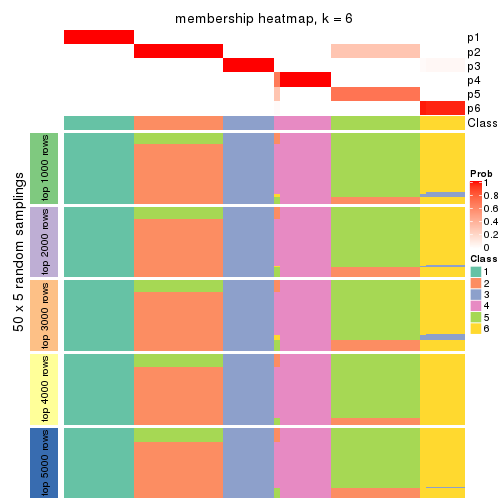 membership heatmap, k = 6
p1
p2
p3
p4
p5
p6
Class
50 x 5 random samplings
top 1000 rows
top 2000 rows
top 3000 rows
top 4000 rows
top 5000 rows
Prob
1
0.8
0.6
0.4
0.2
0
Class
1
2
3
4
5
6